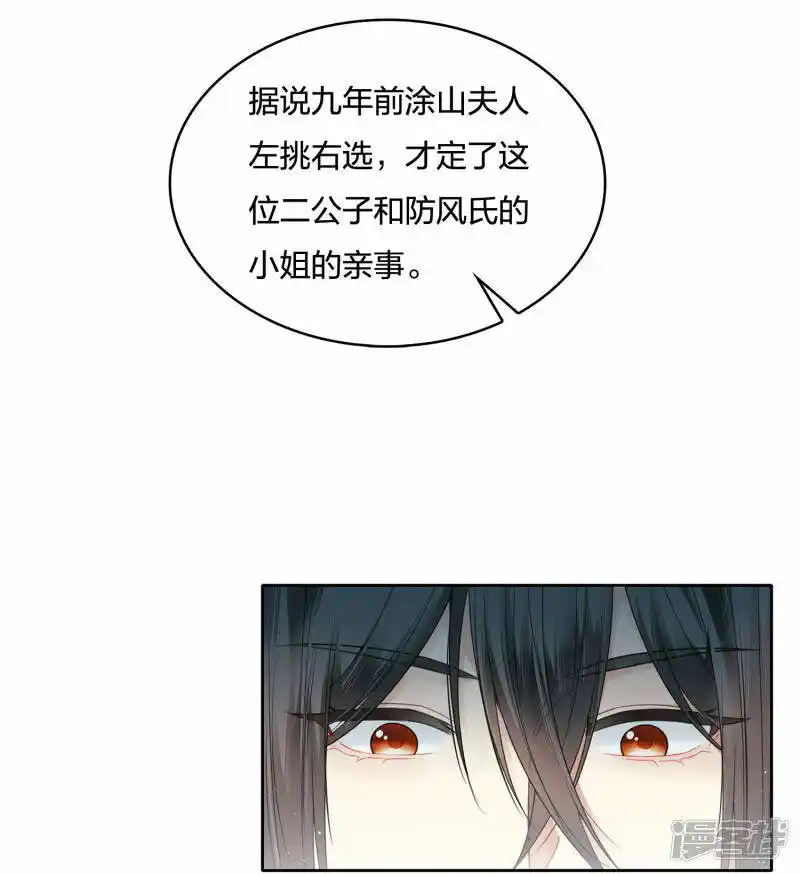 据说九年前涂山夫人
左挑右选，才定了这
位二公子和防风氏的
小姐的亲事。
漫客栈